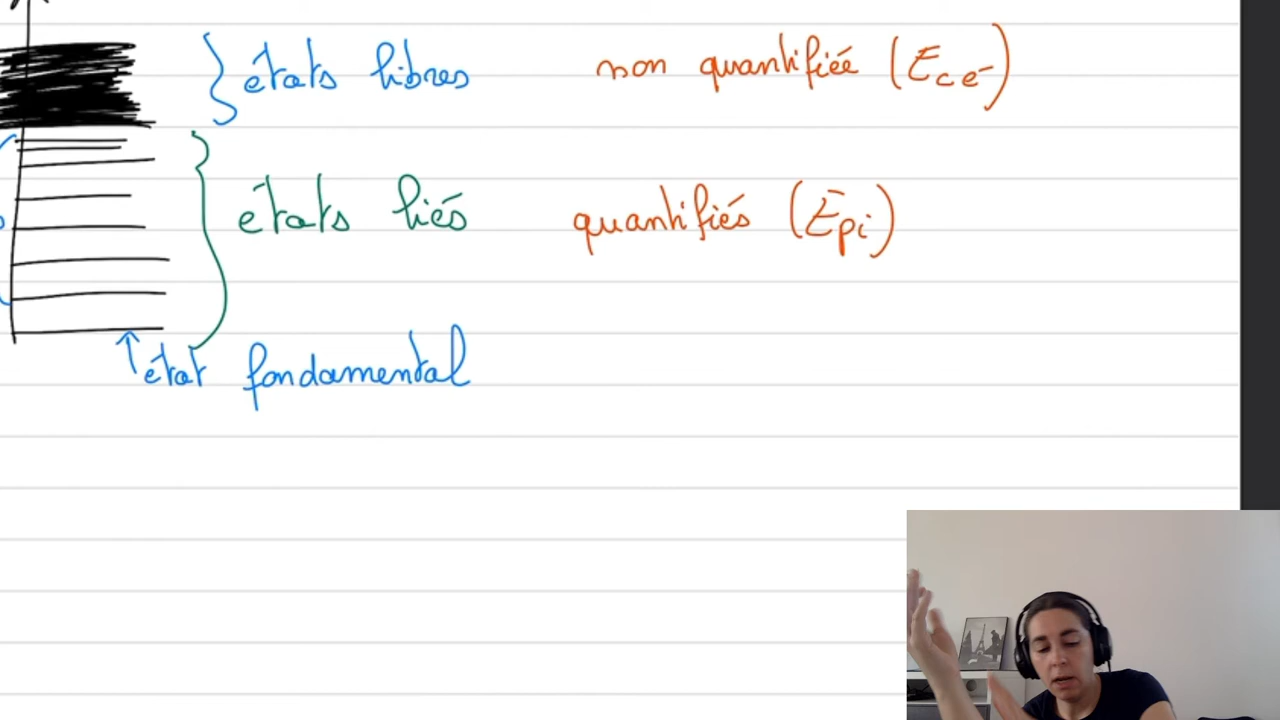 états libres non quantifiée (Ec e-)
états liés quantifiés (Epi)
état fondamental